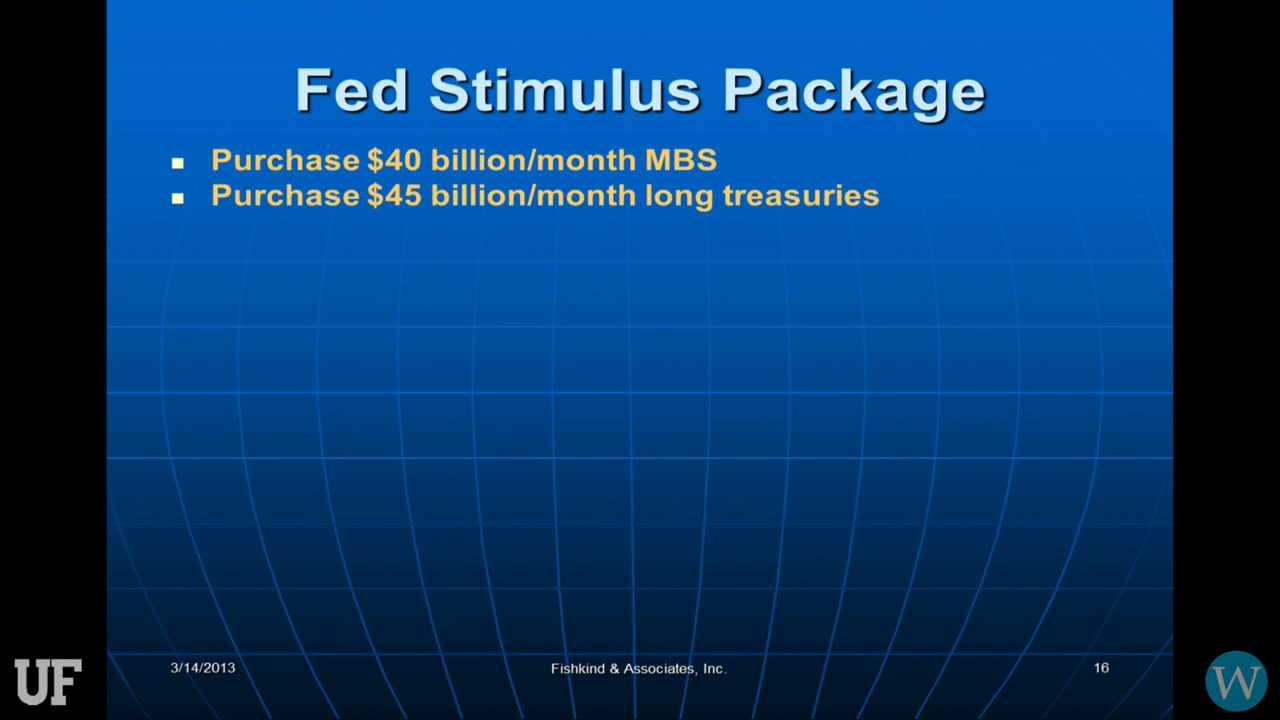 Fed Stimulus Package
Purchase $40 billion/month MBS
Purchase $45 billion/month long treasuries
3/14/2013
Fishkind & Associates, Inc.
16
UF
W